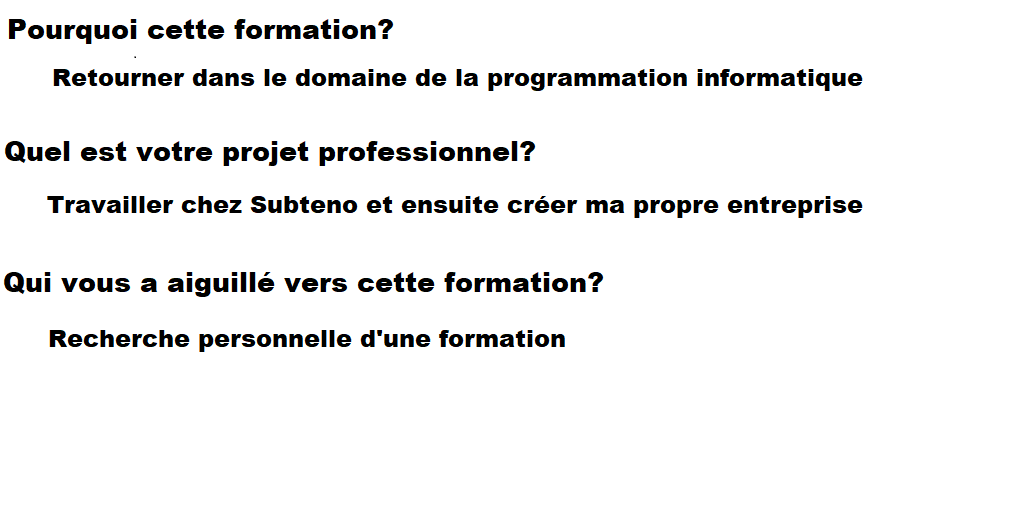 Pourquoi cette formation?
Retourner dans le domaine de la programmation informatique
Quel est votre projet professionnel?
Travailler chez Subteno et ensuite créer ma propre entreprise
Qui vous a aiguillé vers cette formation?
Recherche personnelle d'une formation